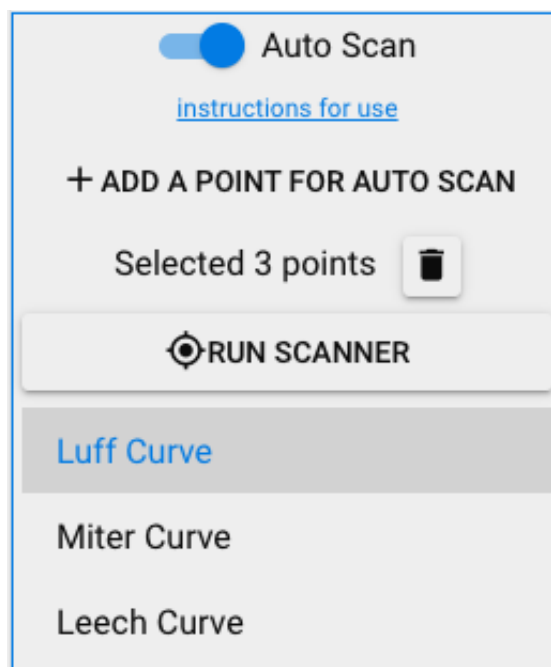 Auto Scan
instructions for use
+ ADD A POINT FOR AUTO SCAN
Selected 3 points
RUN SCANNER
Luff Curve
Miter Curve
Leech Curve